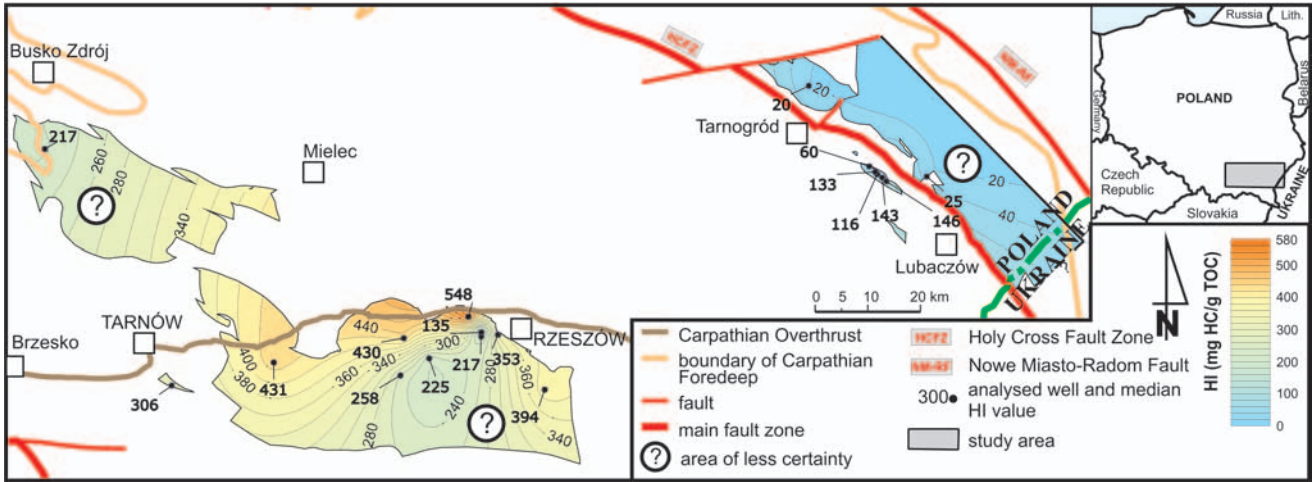 Busko Zdrój
217
260
280
340
Mielec
HCFZ
NM-RF
20
20
Tarnogród
60
133
116
143
146
25
20
40
Lubaczów
POLAND
UKRAINE
0 5 10 20 km
Russia
Lith.
Belarus
Germany
POLAND
Czech
Republic
Slovakia
UKRAINE
Brzesko
TARNÓW
306
400
380
431
440
430
360
340
300
548
135
217
353
RZESZÓW
258
225
280
240
280
360
394
340
?
?
?
Carpathian Overthrust
boundary of Carpathian
Foredeep
fault
main fault zone
? area of less certainty
HCFZ Holy Cross Fault Zone
NM-RF Nowe Miasto-Radom Fault
300 analysed well and median
HI value
study area
N
HI (mg HC/g TOC)
580
500
400
300
200
100
0